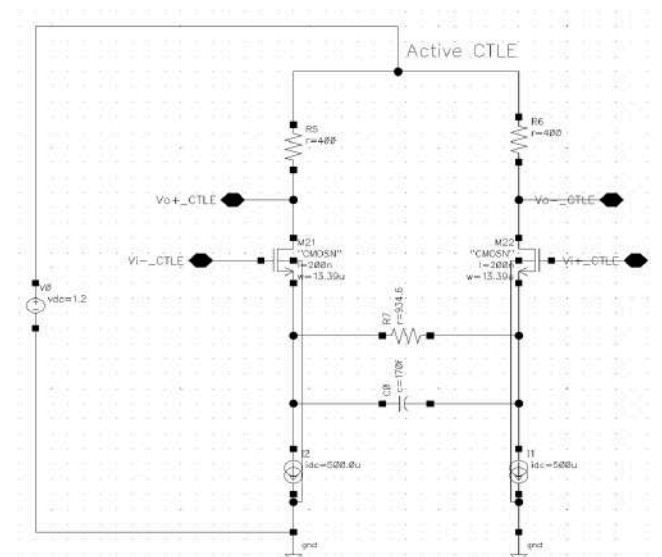 Active CTLE
R5
r=400
R6
r=400
Vo+_CTLE
Vo-_CTLE
M21
"CMOSN"
l=200n
w=13.39u
M22
"CMOSN"
l=200n
w=13.39u
Vi-_CTLE
Vi+_CTLE
V0
vdc=1.2
R7
r=934.6
C0
c=170f
I2
idc=500.0u
I1
idc=500u
gnd
gnd